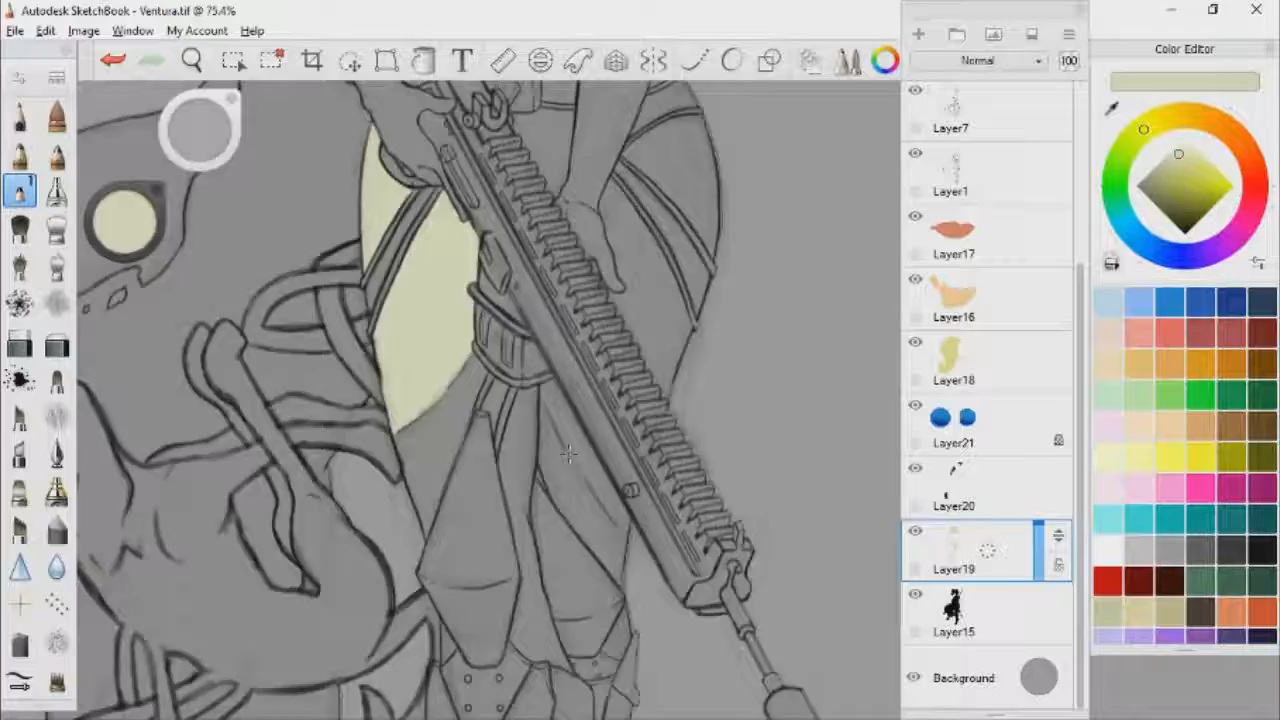 Autodesk SketchBook - Ventura.tif @ 75.4%
File Edit Image Window My Account Help
Normal 100
Color Editor
T
Layer7
Layer1
Layer17
Layer16
Layer18
Layer21
Layer20
Layer19
Layer15
Background